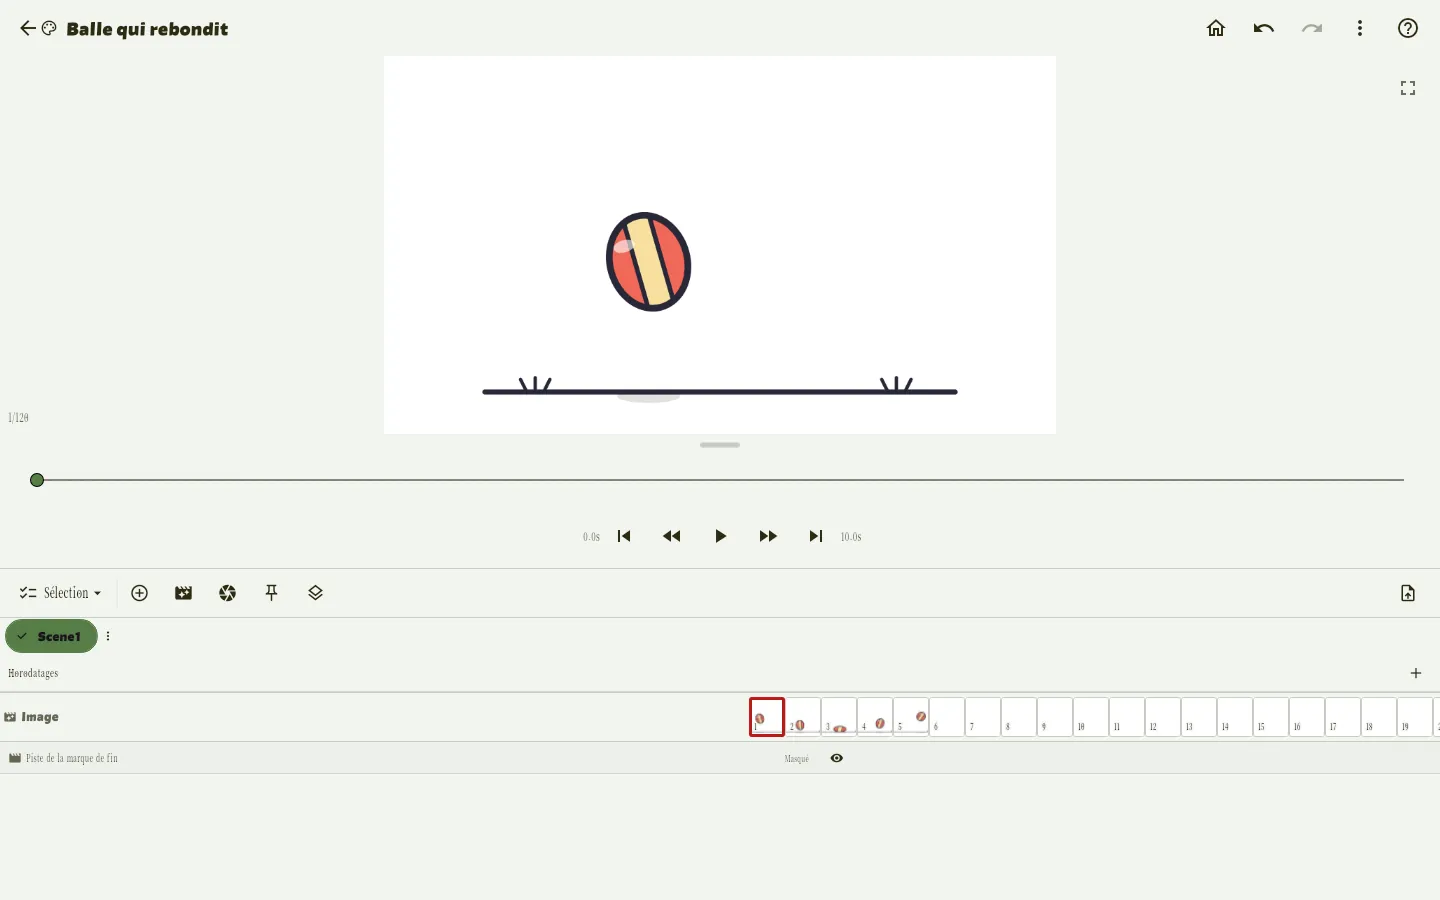 Balle qui rebondit
1/120
0.0s
10.0s
Sélection
Scene1
Horodatages
Image
1 2 3 4 5 6 7 8 9 10 11 12 13 14 15 16 17 18 19
Piste de la marque de fin
Masqué